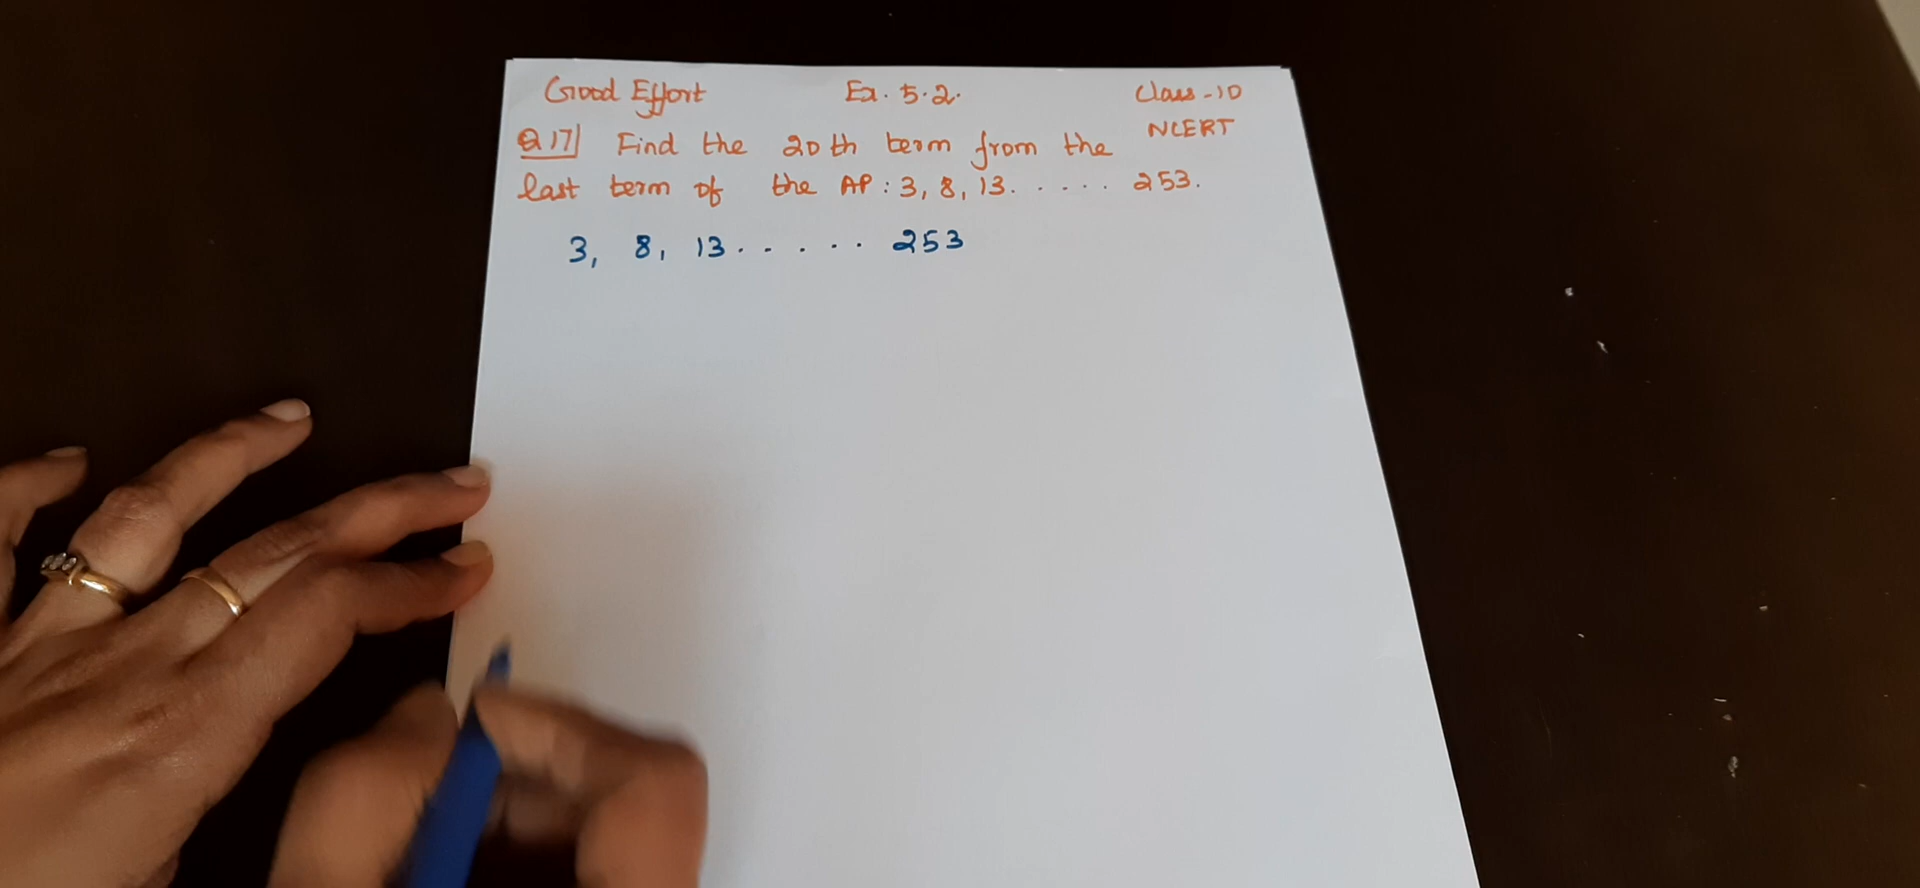 Good Effort Ex. 5.2. Class-10
NCERT
Q17 Find the 20th term from the
last term of the AP: 3, 8, 13. . . . . . 253.
3, 8, 13. . . . . . 253